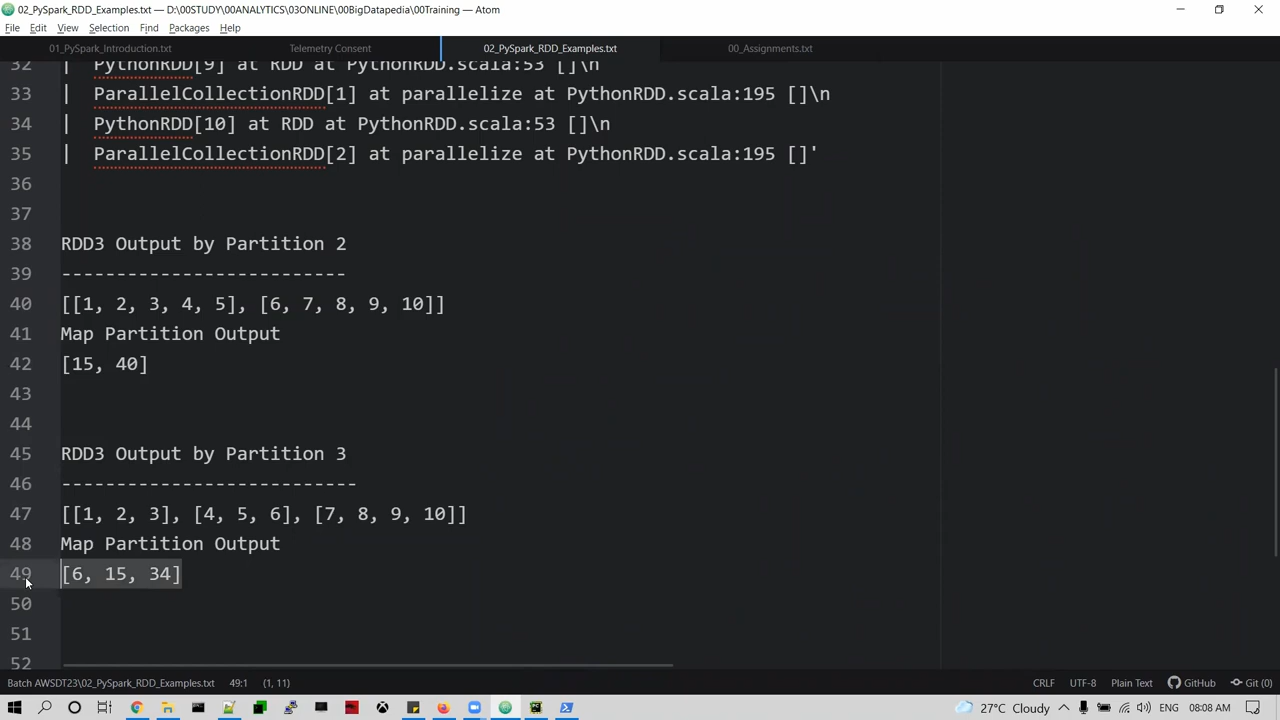 02_PySpark_RDD_Examples.txt — D:\00STUDY\00ANALYTICS\03ONLINE\00BigDatapedia\00Training — Atom
File Edit View Selection Find Packages Help
01_PySpark_Introduction.txt Telemetry Consent 02_PySpark_RDD_Examples.txt 00_Assignments.txt
32 | PythonRDD[9] at RDD at PythonRDD.scala:53 []\n
33 | ParallelCollectionRDD[1] at parallelize at PythonRDD.scala:195 []\n
34 | PythonRDD[10] at RDD at PythonRDD.scala:53 []\n
35 | ParallelCollectionRDD[2] at parallelize at PythonRDD.scala:195 []'
36
37
38 RDD3 Output by Partition 2
39 --------------------------
40 [[1, 2, 3, 4, 5], [6, 7, 8, 9, 10]]
41 Map Partition Output
42 [15, 40]
43
44
45 RDD3 Output by Partition 3
46 ---------------------------
47 [[1, 2, 3], [4, 5, 6], [7, 8, 9, 10]]
48 Map Partition Output
49 [6, 15, 34]
50
51
52
Batch AWSDT23\02_PySpark_RDD_Examples.txt 49:1 (1, 11) CRLF UTF-8 Plain Text GitHub Git (0)
27°C Cloudy ENG 08:08 AM